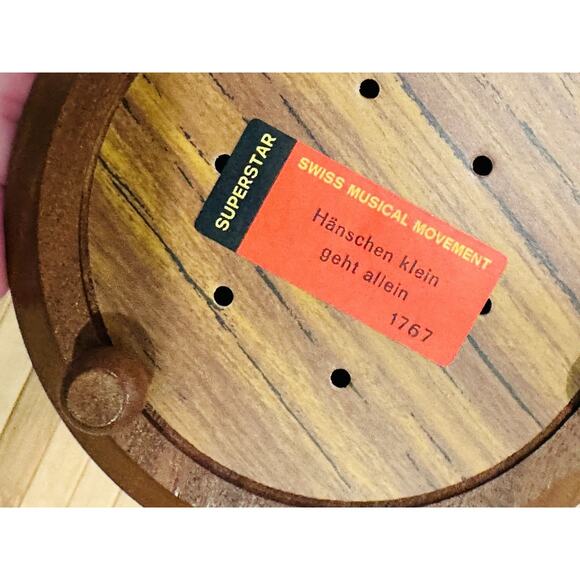 SUPERSTAR
SWISS MUSICAL MOVEMENT
Hänschen klein
geht allein
1767